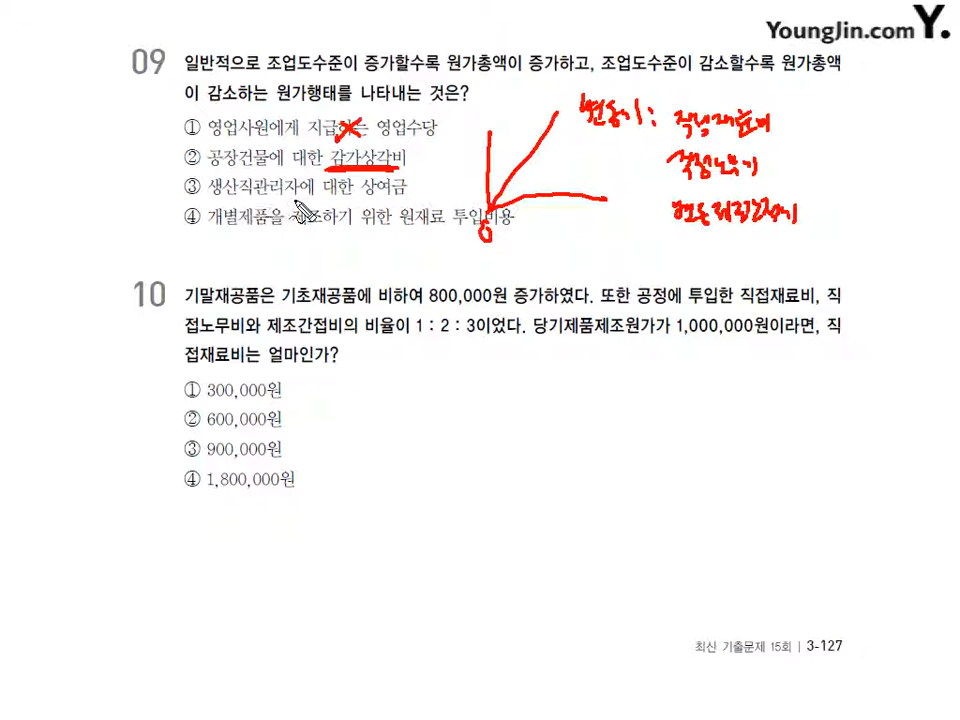 YoungJin.com Y.
09 일반적으로 조업도수준이 증가할수록 원가총액이 증가하고, 조업도수준이 감소할수록 원가총액
이 감소하는 원가행태를 나타내는 것은?
① 영업사원에게 지급하는 영업수당
② 공장건물에 대한 감가상각비
③ 생산직관리자에 대한 상여금
④ 개별제품을 제조하기 위한 원재료 투입비용
변동비 : 직접재료비
직접노무비
변동제조간접비
0
10 기말재공품은 기초재공품에 비하여 800,000원 증가하였다. 또한 공정에 투입한 직접재료비, 직
접노무비와 제조간접비의 비율이 1 : 2 : 3이었다. 당기제품제조원가가 1,000,000원이라면, 직
접재료비는 얼마인가?
① 300,000원
② 600,000원
③ 900,000원
④ 1,800,000원
최신 기출문제 15회 | 3-127